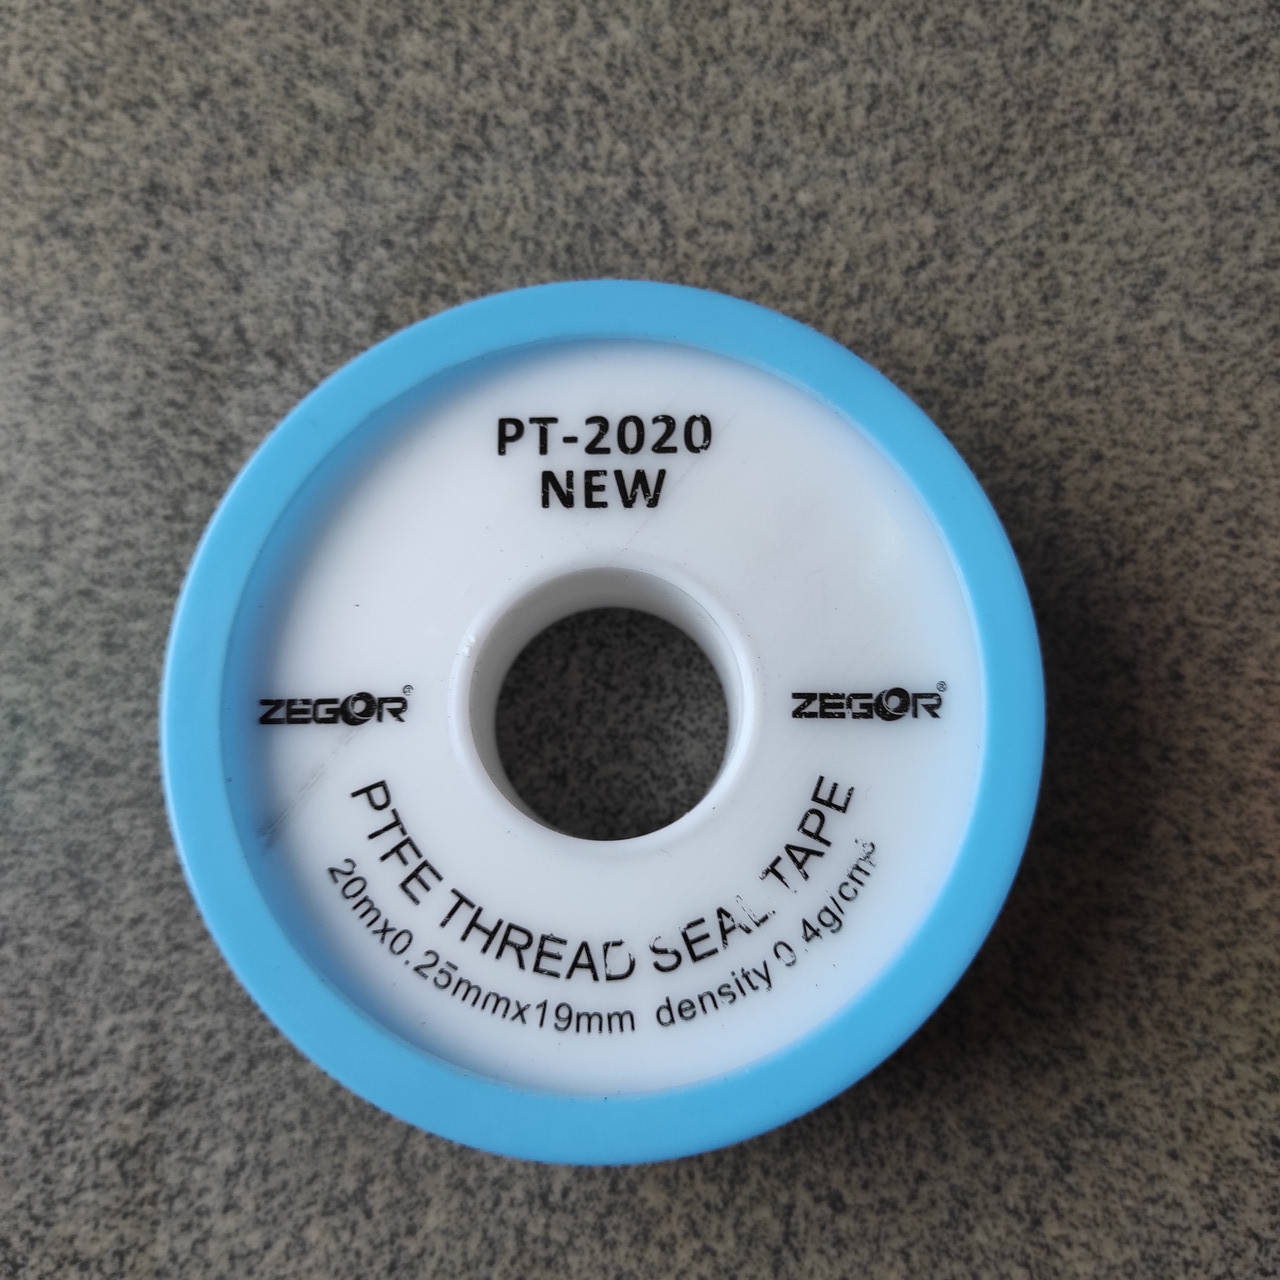 PT-2020
NEW
ZEGOR®
ZEGOR®
PTFE THREAD SEAL TAPE
20mx0.25mmx19mm density 0.4g/cm³